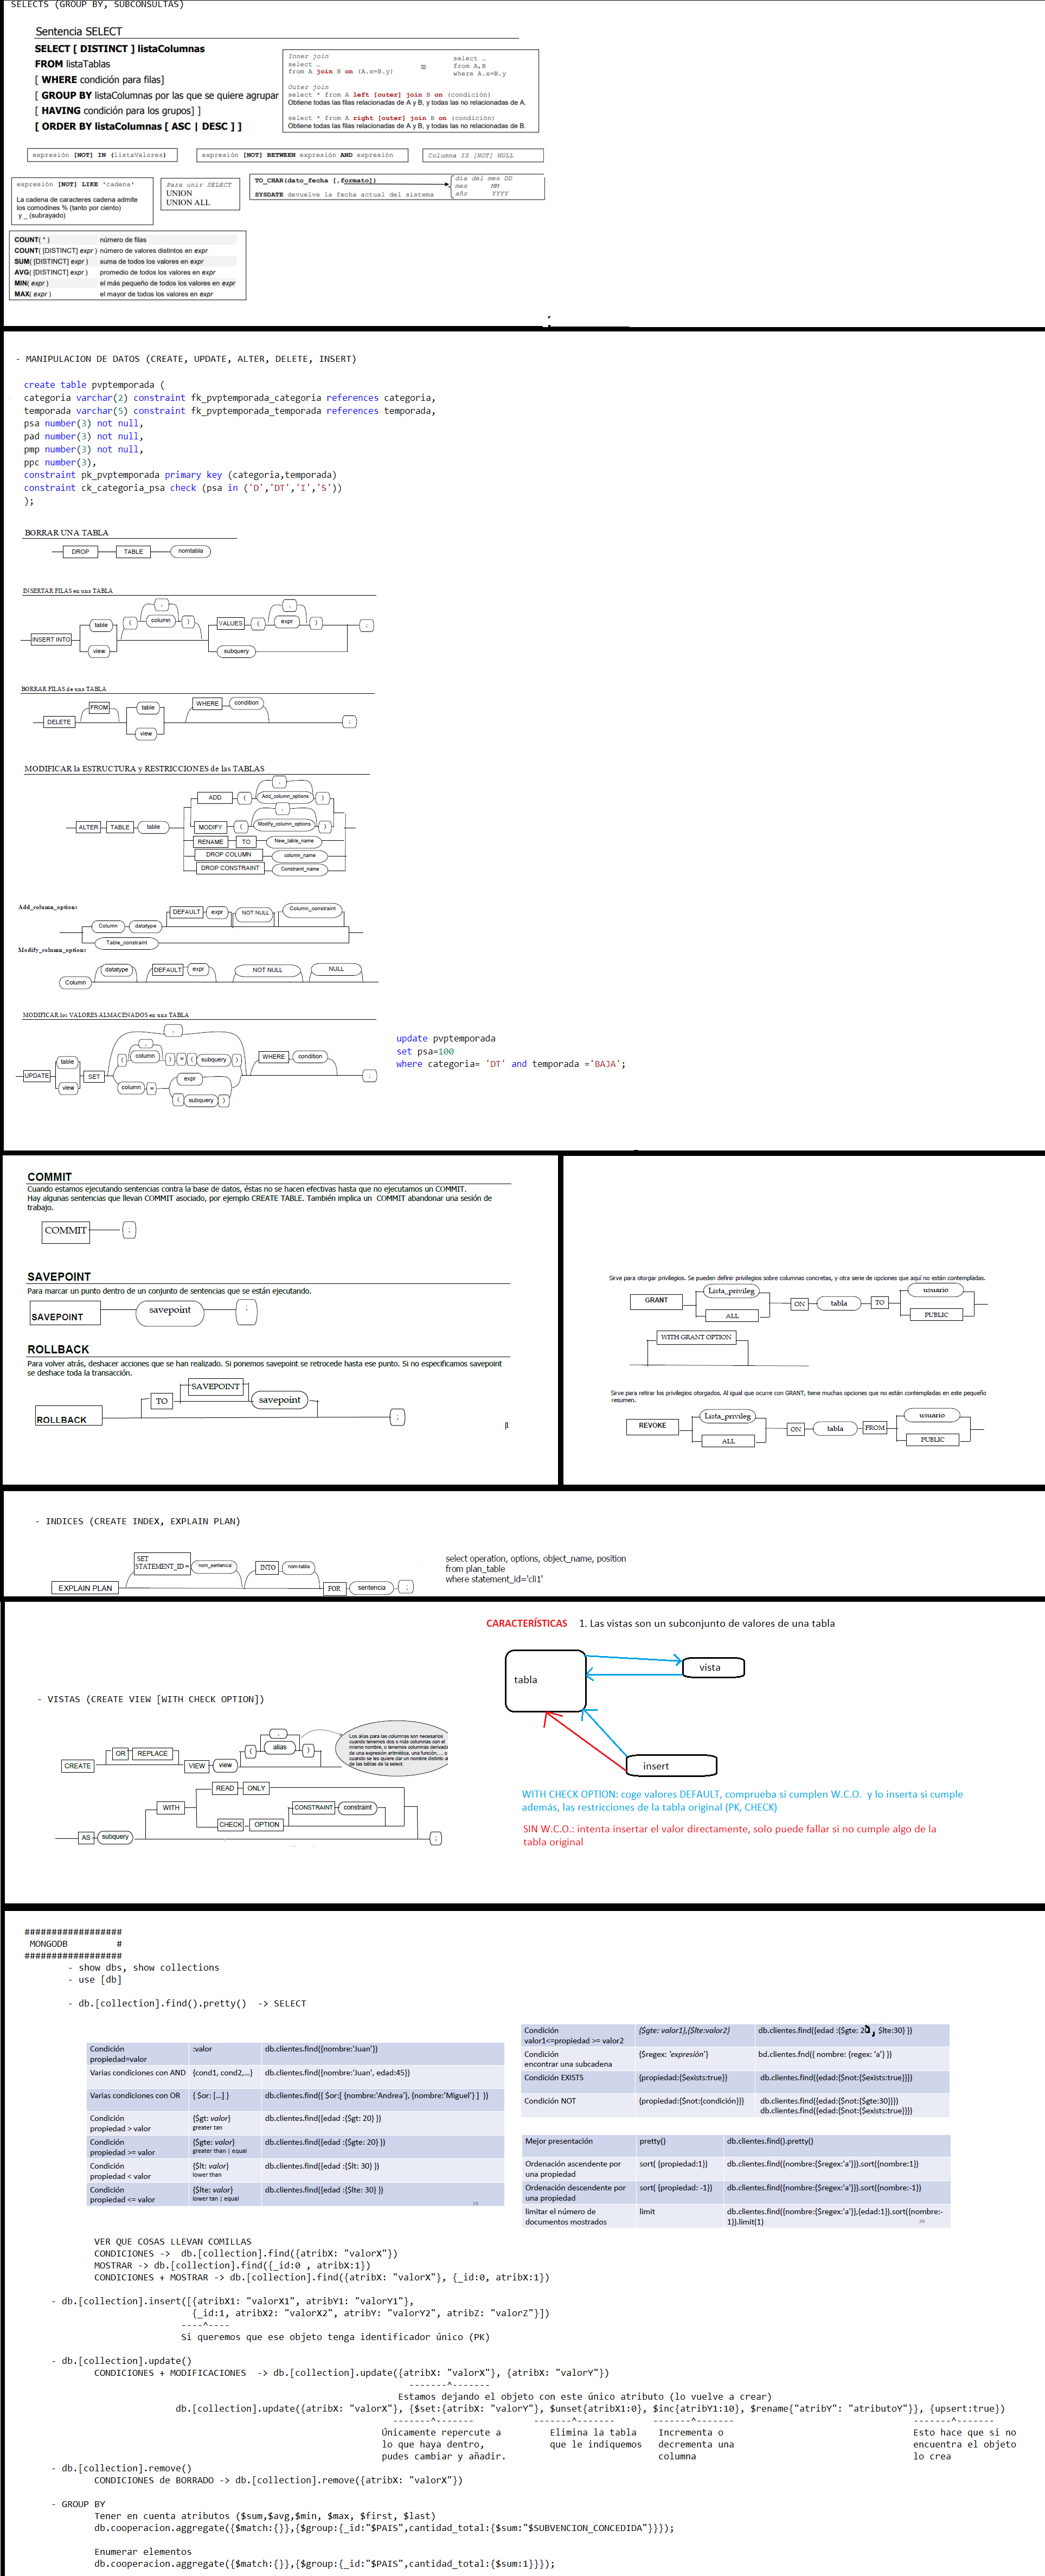 SELECTS (GROUP BY, SUBCONSULTAS)
Sentencia SELECT
SELECT [ DISTINCT ] listaColumnas
FROM listaTablas
[ WHERE condición para filas]
[ GROUP BY listaColumnas por las que se quiere agrupar
[ HAVING condición para los grupos] ]
[ ORDER BY listaColumnas [ ASC | DESC ] ]
Inner join
select …
from A join B on (A.x=B.y)
≡
select …
from A,B
where A.x=B.y
Outer join
select * from A left [outer] join B on (condición)
Obtiene todas las filas relacionadas de A y B, y todas las no relacionadas de A.
select * from A right [outer] join B on (condición)
Obtiene todas las filas relacionadas de A y B, y todas las no relacionadas de B.
expresión [NOT] IN (listaValores)
expresión [NOT] BETWEEN expresión AND expresión
Columna IS [NOT] NULL
expresión [NOT] LIKE 'cadena'
La cadena de caracteres cadena admite
los comodines % (tanto por ciento)
y _ (subrayado)
Para unir SELECT
UNION
UNION ALL
TO_CHAR(dato_fecha [,formato])
SYSDATE devuelve la fecha actual del sistema
dia del mes DD
mes MM
año YYYY
COUNT( * ) número de filas
COUNT( [DISTINCT] expr ) número de valores distintos en expr
SUM( [DISTINCT] expr ) suma de todos los valores en expr
AVG( [DISTINCT] expr ) promedio de todos los valores en expr
MIN( expr ) el más pequeño de todos los valores en expr
MAX( expr ) el mayor de todos los valores en expr
- MANIPULACION DE DATOS (CREATE, UPDATE, ALTER, DELETE, INSERT)
create table pvptemporada (
categoria varchar(2) constraint fk_pvptemporada_categoria references categoria,
temporada varchar(5) constraint fk_pvptemporada_temporada references temporada,
psa number(3) not null,
pad number(3) not null,
pmp number(3) not null,
ppc number(3),
constraint pk_pvptemporada primary key (categoria,temporada)
constraint ck_categoria_psa check (psa in ('D','DT','I','S'))
);
BORRAR UNA TABLA
DROP TABLE nomtabla
INSERTAR FILAS en una TABLA
INSERT INTO table view ( column , ) VALUES ( expr , ) subquery ;
BORRAR FILAS de una TABLA
DELETE FROM table view WHERE condition ;
MODIFICAR la ESTRUCTURA y RESTRICCIONES de las TABLAS
ALTER TABLE table
ADD ( Add_column_options , )
MODIFY ( Modify_column_options , )
RENAME TO New_table_name
DROP COLUMN column_name
DROP CONSTRAINT Constraint_name
Add_column_options
Column datatype DEFAULT expr NOT NULL Column_constraint
Table_constraint
Modify_column_options
Column datatype DEFAULT expr NOT NULL NULL
MODIFICAR los VALORES ALMACENADOS en una TABLA
UPDATE table view SET ( column , ) = ( subquery ) , column = expr ( subquery ) WHERE condition ;
update pvptemporada
set psa=100
where categoria= 'DT' and temporada ='BAJA';
COMMIT
Cuando estamos ejecutando sentencias contra la base de datos, éstas no se hacen efectivas hasta que no ejecutamos un COMMIT.
Hay algunas sentencias que llevan COMMIT asociado, por ejemplo CREATE TABLE. También implica un COMMIT abandonar una sesión de
trabajo.
COMMIT ;
SAVEPOINT
Para marcar un punto dentro de un conjunto de sentencias que se están ejecutando.
SAVEPOINT savepoint ;
ROLLBACK
Para volver atrás, deshacer acciones que se han realizado. Si ponemos savepoint se retrocede hasta ese punto. Si no especificamos savepoint
se deshace toda la transacción.
ROLLBACK TO SAVEPOINT savepoint ;
Sirve para otorgar privilegios. Se pueden definir privilegios sobre columnas concretas, y otra serie de opciones que aquí no están contempladas.
GRANT Lista_privileg ALL ON tabla TO usuario PUBLIC
WITH GRANT OPTION
Sirve para retirar los privilegios otorgados. Al igual que ocurre con GRANT, tiene muchas opciones que no están contempladas en este pequeño
resumen.
REVOKE Lista_privileg ALL ON tabla FROM usuario PUBLIC
- INDICES (CREATE INDEX, EXPLAIN PLAN)
EXPLAIN PLAN SET STATEMENT_ID = 'nom_sentencia' INTO nom-tabla FOR sentencia ;
select operation, options, object_name, position
from plan_table
where statement_id='cli1'
CARACTERÍSTICAS 1. Las vistas son un subconjunto de valores de una tabla
tabla
vista
insert
- VISTAS (CREATE VIEW [WITH CHECK OPTION])
CREATE OR REPLACE VIEW view ( alias , )
Los alias para las columnas son necesarios
cuando tenemos dos o más columnas con el
mismo nombre, o tenemos columnas derivada
de una expresión aritmética, una función,..., o
cuando se les quiere dar un nombre distinto al
de las tablas de la select.
AS subquery WITH READ ONLY CHECK OPTION CONSTRAINT constraint ;
WITH CHECK OPTION: coge valores DEFAULT, comprueba si cumplen W.C.O. y lo inserta si cumple
además, las restricciones de la tabla original (PK, CHECK)
SIN W.C.O.: intenta insertar el valor directamente, solo puede fallar si no cumple algo de la
tabla original
##################
MONGODB #
##################
- show dbs, show collections
- use [db]
- db.[collection].find().pretty() -> SELECT
Condición propiedad=valor :valor db.clientes.find({nombre:'Juan'})
Varias condiciones con AND {cond1, cond2,...} db.clientes.find({nombre:'Juan', edad:45})
Varias condiciones con OR { $or: [...] } db.clientes.find({ $or:[ {nombre:'Andrea'}, {nombre:'Miguel'} ] })
Condición propiedad > valor {$gt: valor} greater tan db.clientes.find({edad :{$gt: 20} })
Condición propiedad >= valor {$gte: valor} greater than | equal db.clientes.find({edad :{$gte: 20} })
Condición propiedad < valor {$lt: valor} lower than db.clientes.find({edad :{$lt: 30} })
Condición propiedad <= valor {$lte: valor} lower tan | equal db.clientes.find({edad :{$lte: 30} })
Condición valor1<=propiedad >= valor2 {$gte: valor1},{$lte:valor2} db.clientes.find({edad :{$gte: 20, $lte:30} })
Condición encontrar una subcadena {$regex: 'expresión'} bd.clientes.fnd({ nombre: {regex: 'a'} })
Condición EXISTS {propiedad:{$exists:true}} db.clientes.find({edad:{$not:{$exists:true}}})
Condición NOT {propiedad:{$not:{condición}}} db.clientes.find({edad:{$not:{$gte:30}}})
db.clientes.find({edad:{$not:{$exists:true}}})
Mejor presentación pretty() db.clientes.find().pretty()
Ordenación ascendente por una propiedad sort( {propiedad:1}) db.clientes.find({nombre:{$regex:'a'}}).sort({nombre:1})
Ordenación descendente por una propiedad sort( {propiedad: -1}) db.clientes.find({nombre:{$regex:'a'}}).sort({nombre:-1})
limitar el número de documentos mostrados limit db.clientes.find({nombre:{$regex:'a'}},{edad:1}).sort({nombre:-1}).limit(1)
VER QUE COSAS LLEVAN COMILLAS
CONDICIONES -> db.[collection].find({atribX: "valorX"})
MOSTRAR -> db.[collection].find({_id:0 , atribX:1})
CONDICIONES + MOSTRAR -> db.[collection].find({atribX: "valorX"}, {_id:0, atribX:1})
- db.[collection].insert([{atribX1: "valorX1", atribY1: "valorY1"},
{_id:1, atribX2: "valorX2", atribY: "valorY2", atribZ: "valorZ"}])
----^----
Si queremos que ese objeto tenga identificador único (PK)
- db.[collection].update()
CONDICIONES + MODIFICACIONES -> db.[collection].update({atribX: "valorX"}, {atribX: "valorY"})
-------^-------
Estamos dejando el objeto con este único atributo (lo vuelve a crear)
db.[collection].update({atribX: "valorX"}, {$set:{atribX: "valorY"}, $unset{atribX1:0}, $inc{atribY1:10}, $rename{"atribY": "atributoY"}}, {upsert:true})
-------^------- -------^------- -------^------- -------^-------
Únicamente repercute a Elimina la tabla Incrementa o Esto hace que si no
lo que haya dentro, que le indiquemos decrementa una encuentra el objeto
pudes cambiar y añadir. columna lo crea
- db.[collection].remove()
CONDICIONES de BORRADO -> db.[collection].remove({atribX: "valorX"})
- GROUP BY
Tener en cuenta atributos ($sum,$avg,$min, $max, $first, $last)
db.cooperacion.aggregate({$match:{}},{$group:{_id:"$PAIS",cantidad_total:{$sum:"$SUBVENCION_CONCEDIDA"}}});
Enumerar elementos
db.cooperacion.aggregate({$match:{}},{$group:{_id:"$PAIS",cantidad_total:{$sum:1}}});